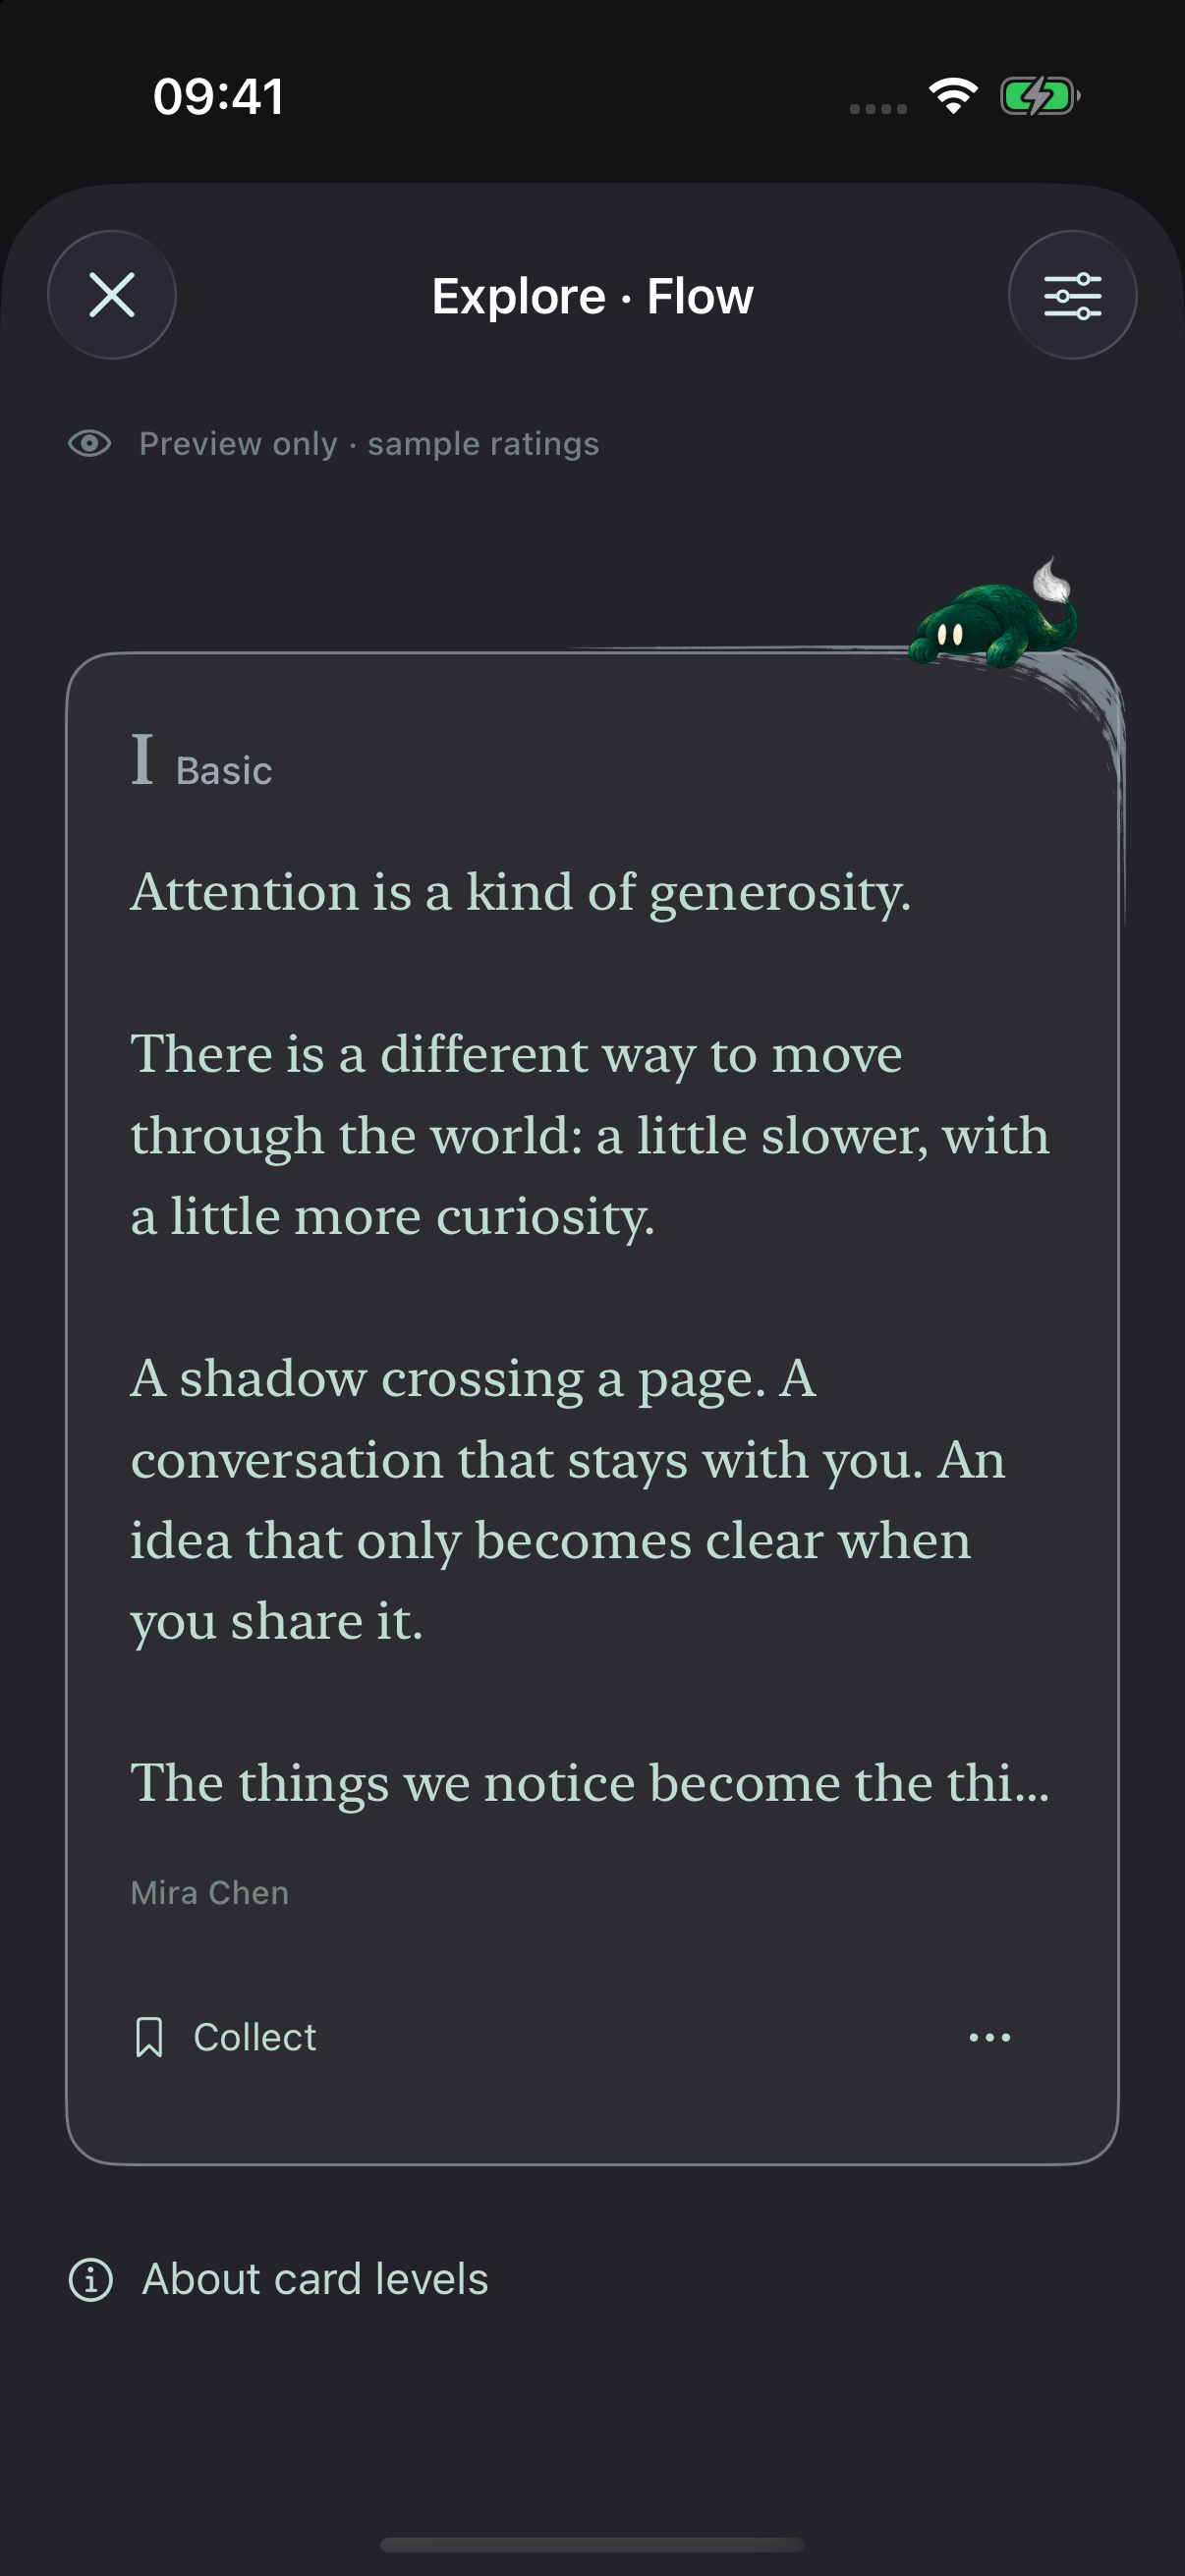 09:41
Explore · Flow
Preview only · sample ratings
I Basic
Attention is a kind of generosity.
There is a different way to move
through the world: a little slower, with
a little more curiosity.
A shadow crossing a page. A
conversation that stays with you. An
idea that only becomes clear when
you share it.
The things we notice become the thi...
Mira Chen
Collect
About card levels